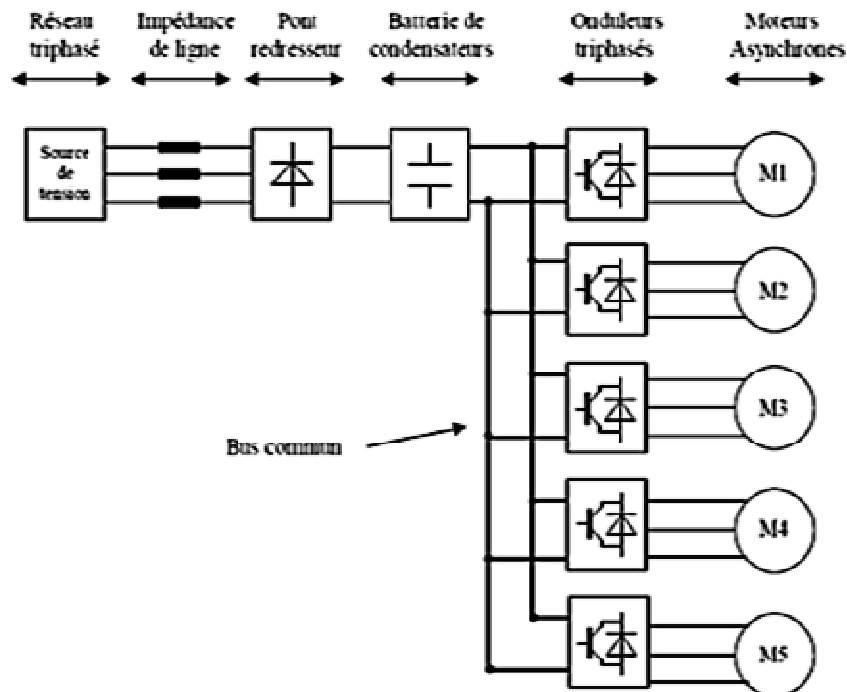 Réseau
triphasé
Impédance
de ligne
Pont
redresseur
Batterie de
condensateurs
Onduleurs
triphasés
Moteurs
Asynchrones
Source
de
tension
M1
M2
M3
Bus commun
M4
M5